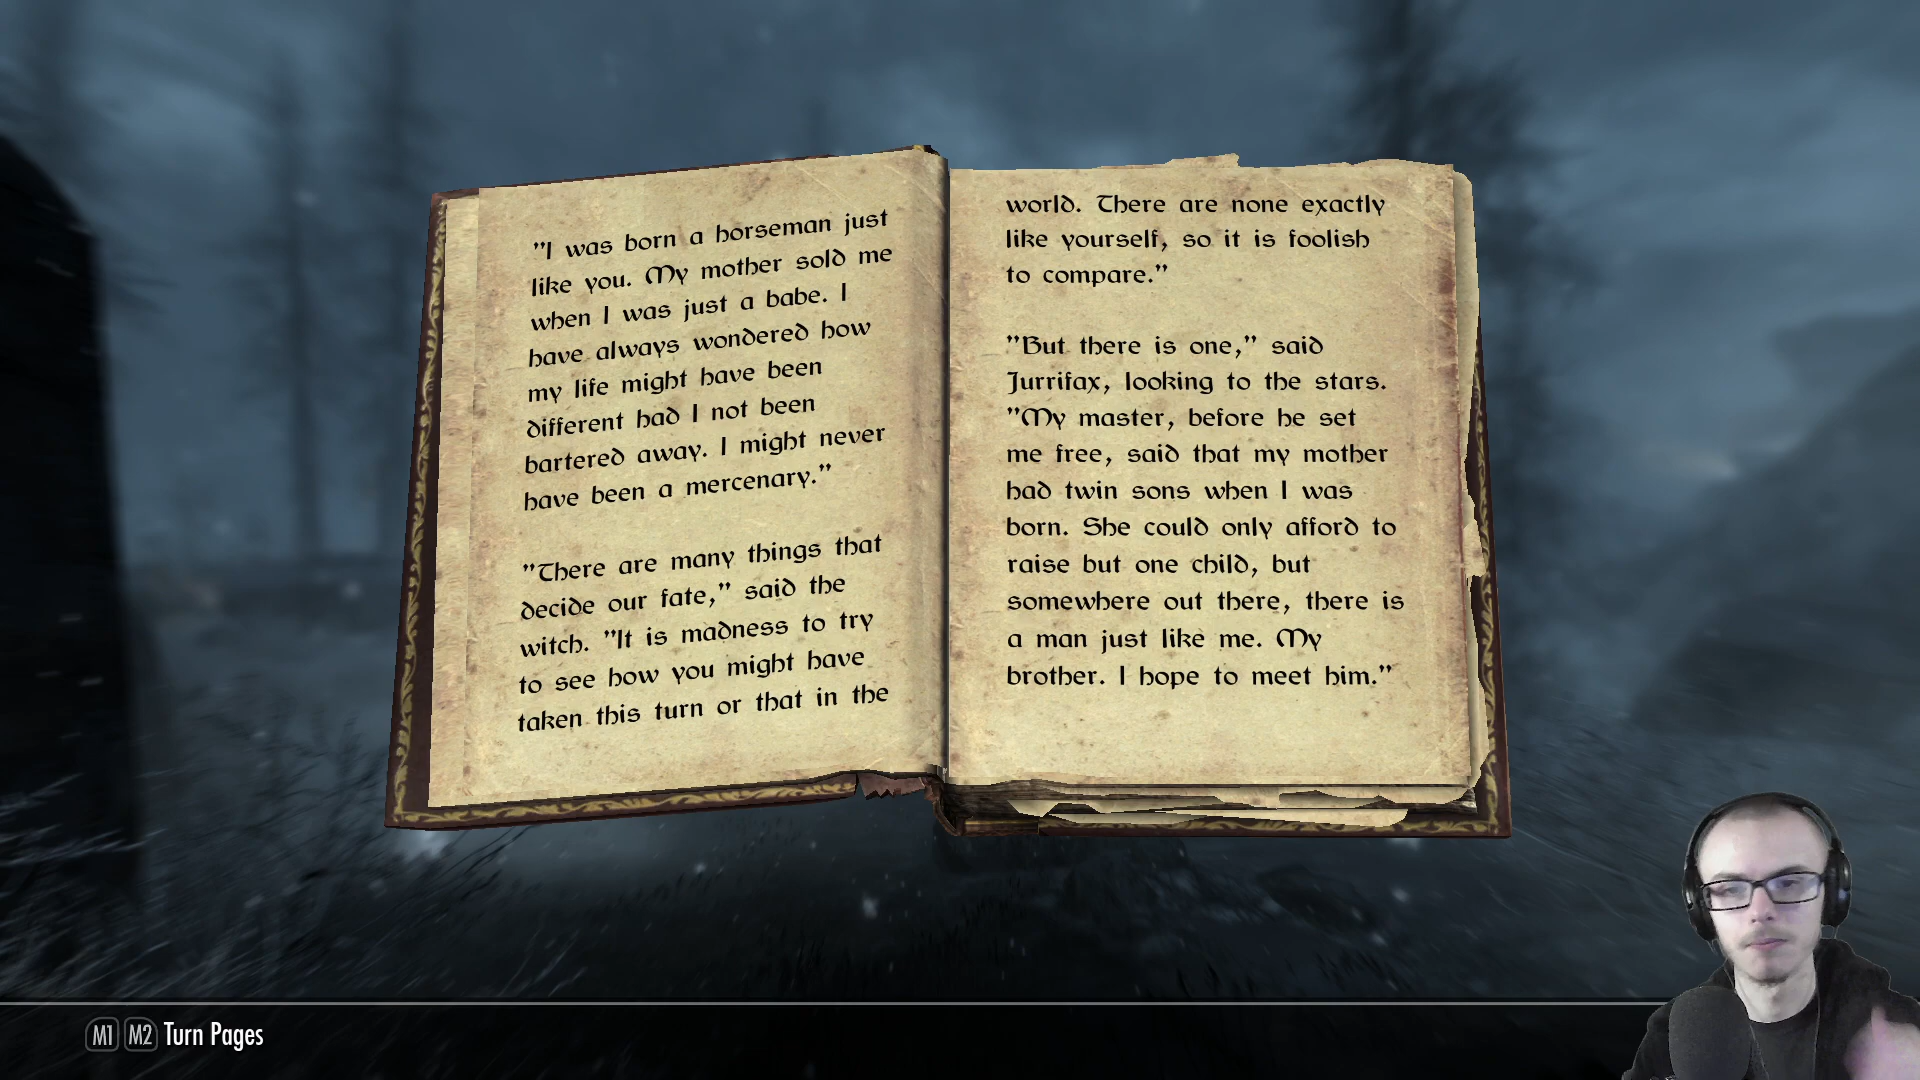 "I was born a horseman just
like you. My mother sold me
when I was just a babe. I
have always wondered how
my life might have been
different had I not been
bartered away. I might never
have been a mercenary."
"There are many things that
decide our fate," said the
witch. "It is madness to try
to see how you might have
taken this turn or that in the
world. There are none exactly
like yourself, so it is foolish
to compare."
"But there is one," said
Jurrifax, looking to the stars.
"My master, before he set
me free, said that my mother
had twin sons when I was
born. She could only afford to
raise but one child, but
somewhere out there, there is
a man just like me. My
brother. I hope to meet him."
M1 M2 Turn Pages